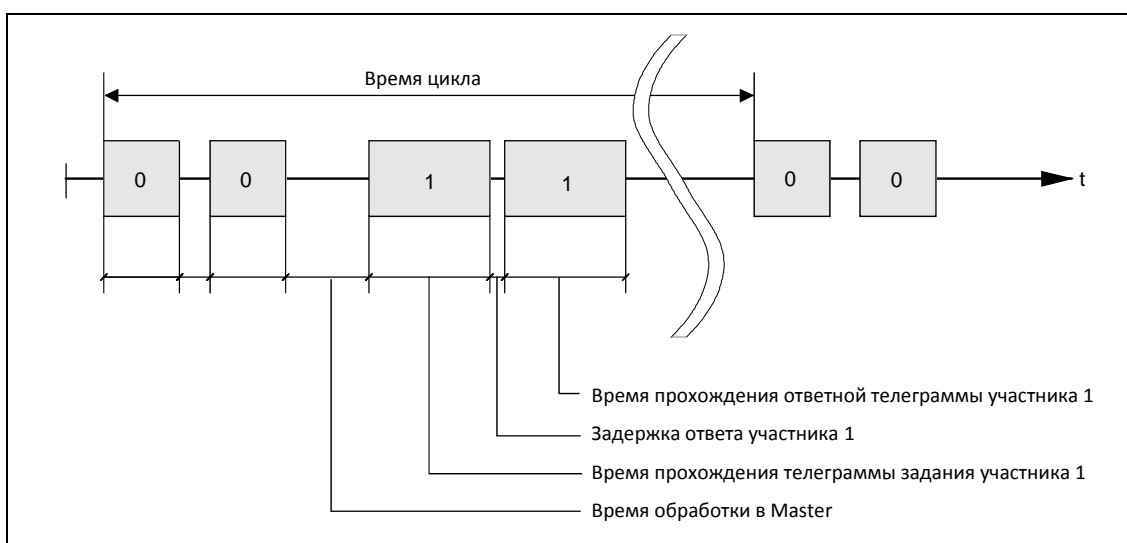 Время цикла
0 0 1 1 0 0 t
Время прохождения ответной телеграммы участника 1
Задержка ответа участника 1
Время прохождения телеграммы задания участника 1
Время обработки в Master